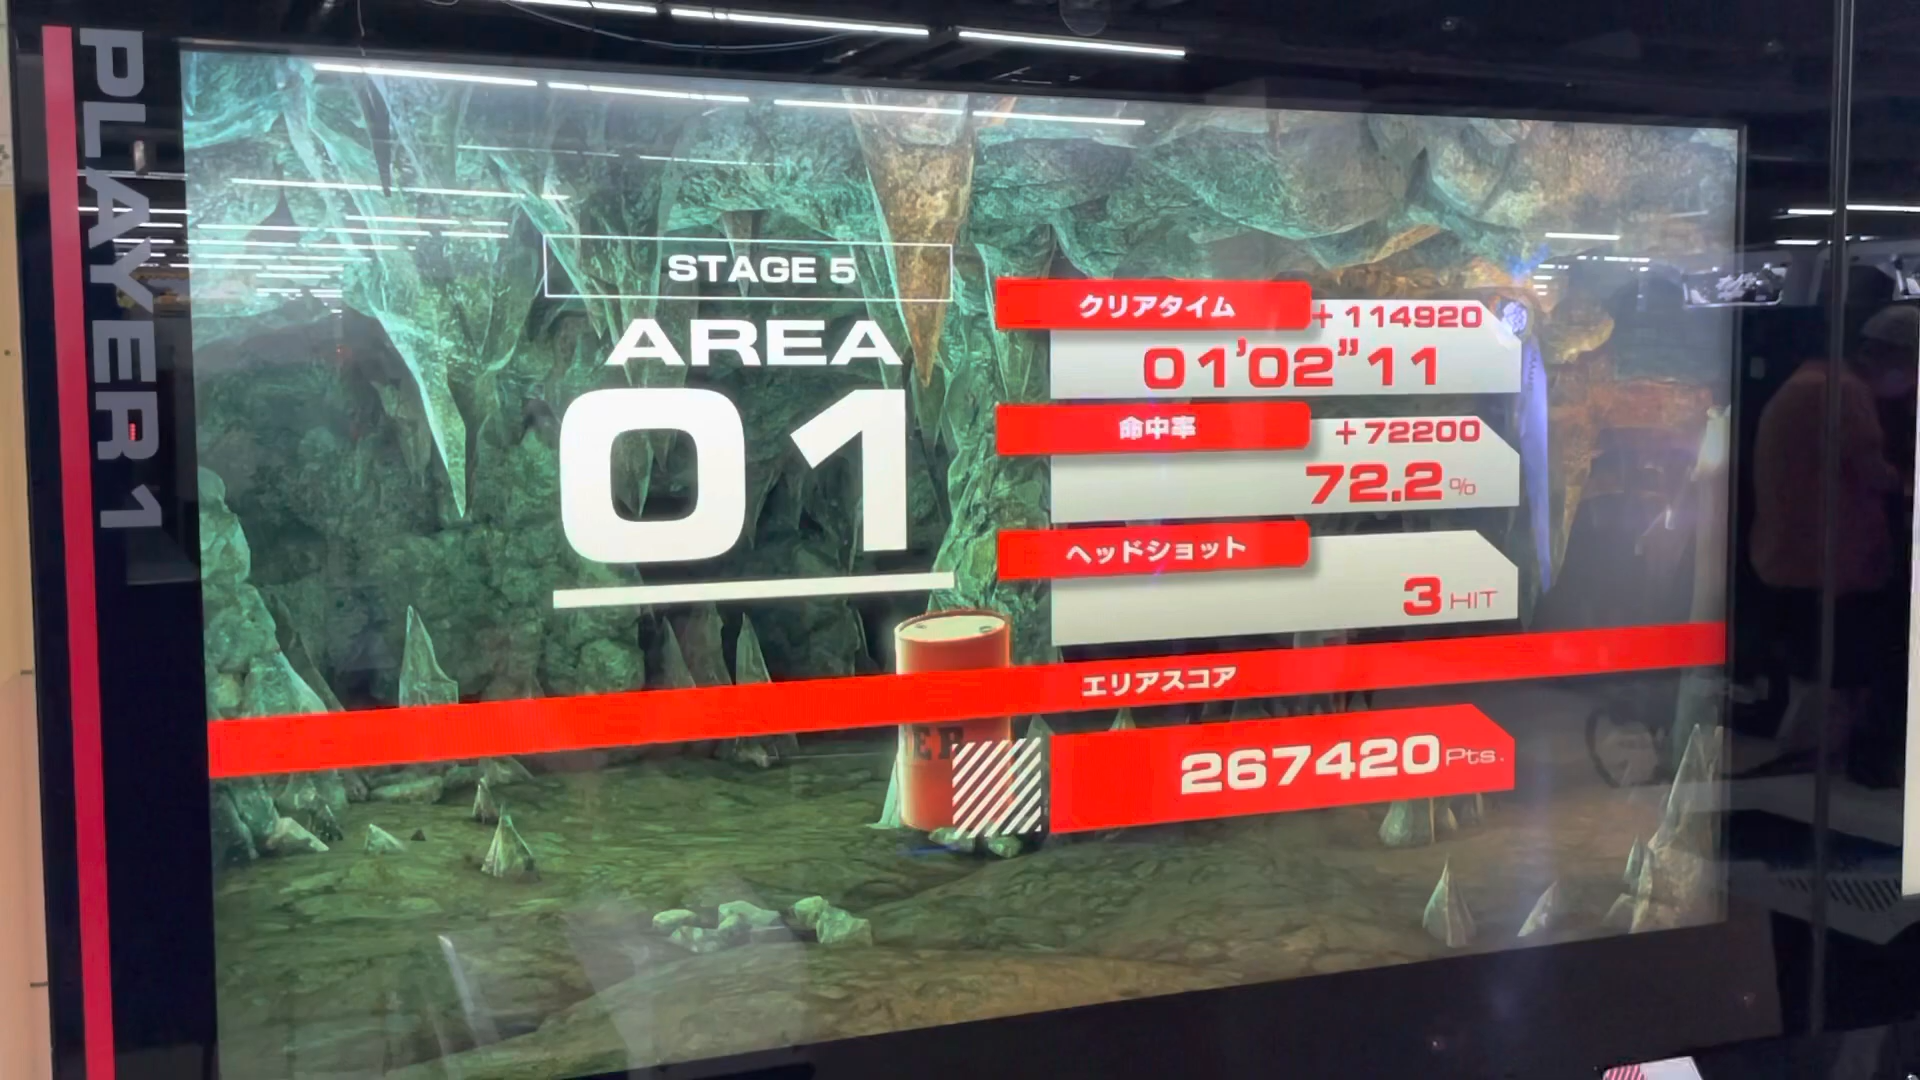 PLAYER 1
STAGE 5
AREA
01
クリアタイム
+114920
01'02"11
命中率
+72200
72.2%
ヘッドショット
3 HIT
エリアスコア
267420 Pts.